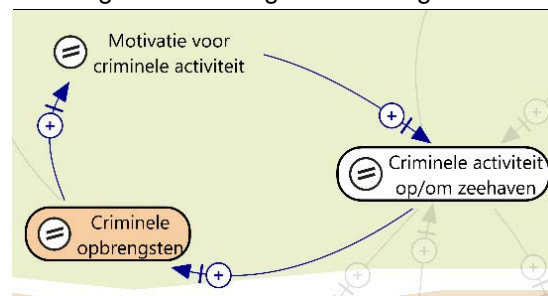 Motivatie voor
criminele activiteit
+
+
Criminele activiteit
op/om zeehaven
Criminele
opbrengsten
+
+
+
+
+